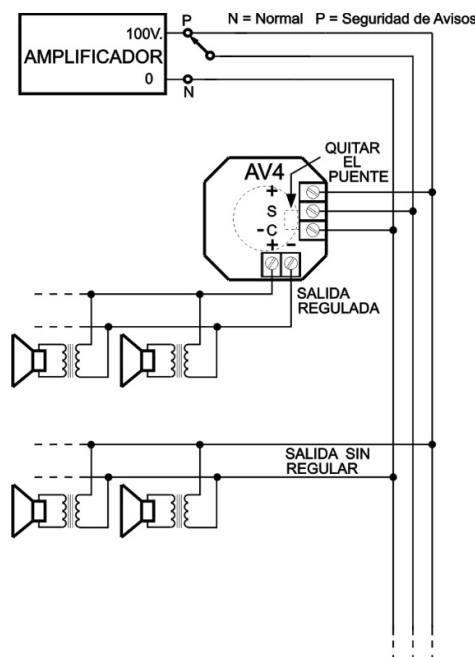 P N = Normal P = Seguridad de Avisos
100V.
AMPLIFICADOR
0
N
QUITAR
EL
PUENTE
AV4
+
S
-C
+ -
SALIDA
REGULADA
SALIDA SIN
REGULAR